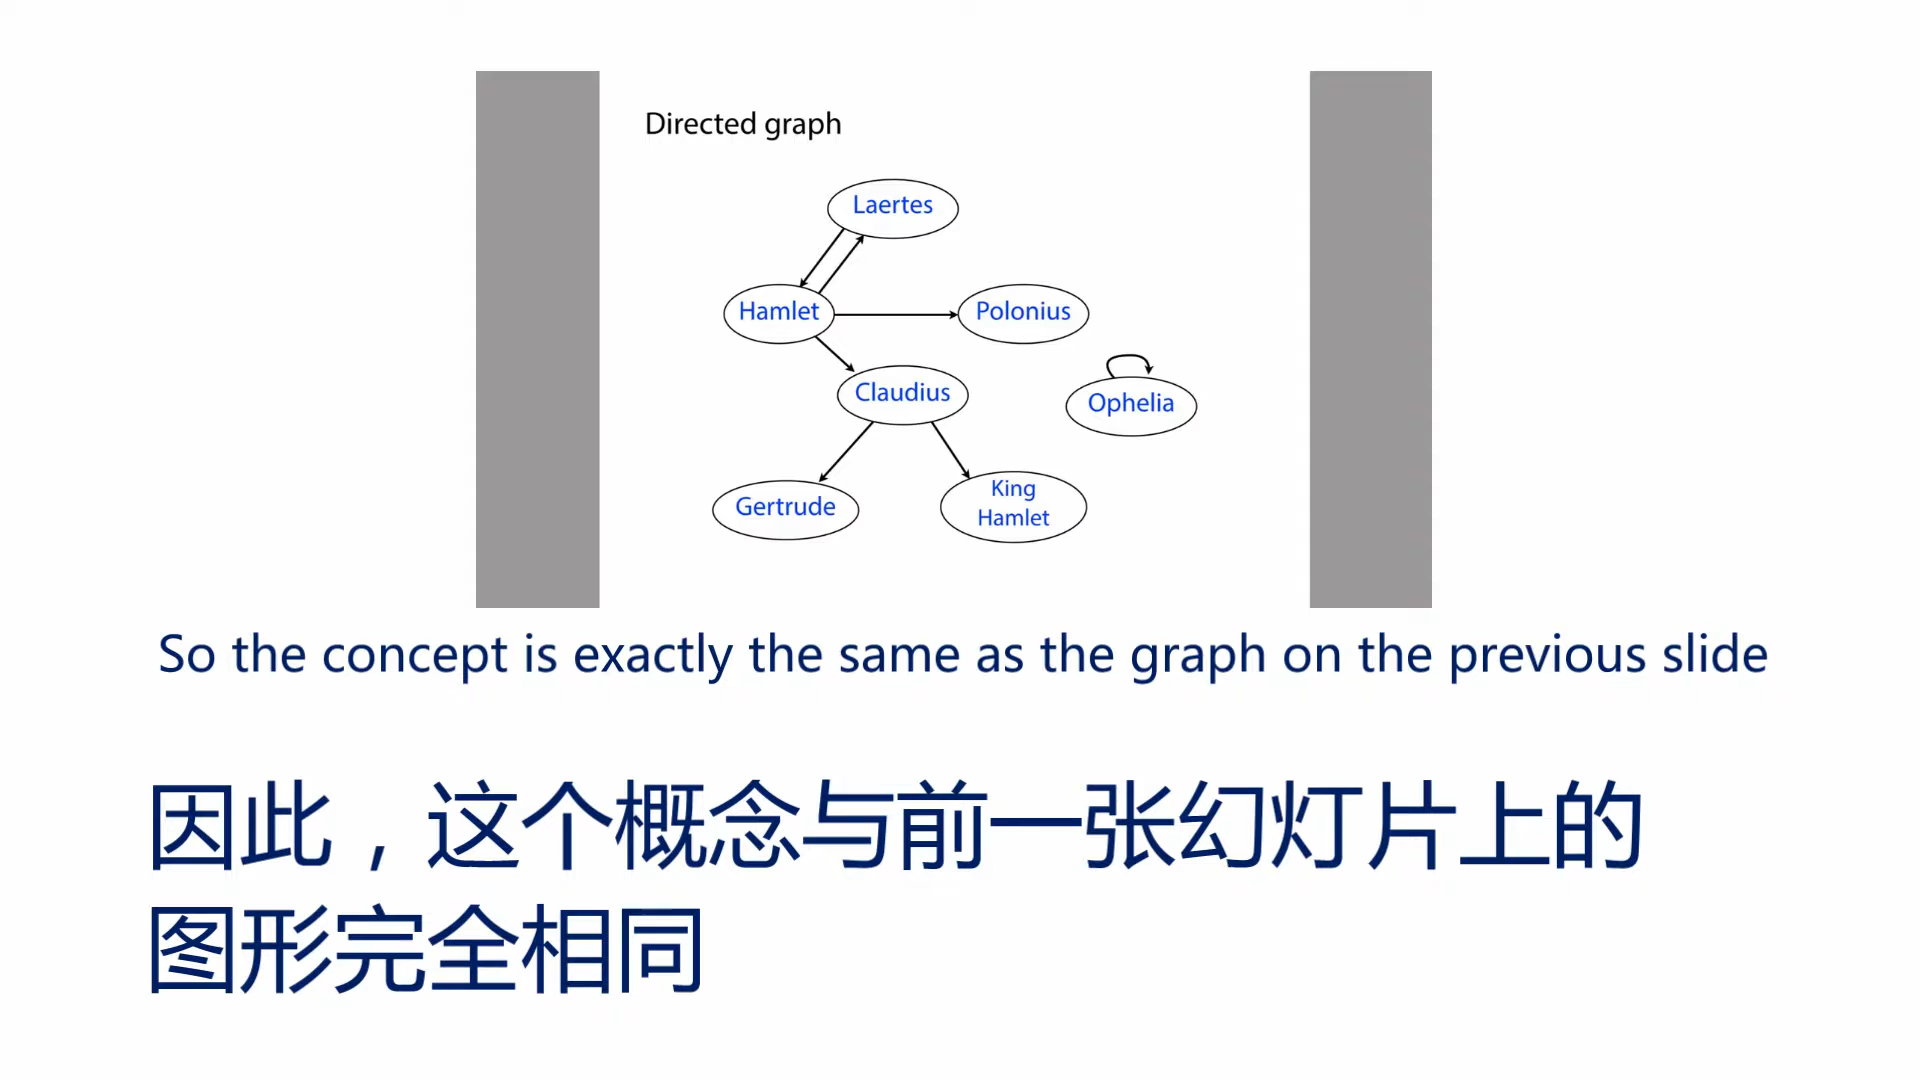 Directed graph
Laertes
Hamlet
Polonius
Claudius
Ophelia
Gertrude
King
Hamlet
So the concept is exactly the same as the graph on the previous slide
因此，这个概念与前一张幻灯片上的
图形完全相同